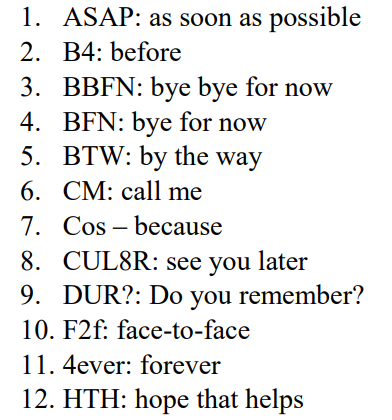 1. ASAP: as soon as possible
2. B4: before
3. BBFN: bye bye for now
4. BFN: bye for now
5. BTW: by the way
6. CM: call me
7. Cos – because
8. CUL8R: see you later
9. DUR?: Do you remember?
10. F2f: face-to-face
11. 4ever: forever
12. HTH: hope that helps